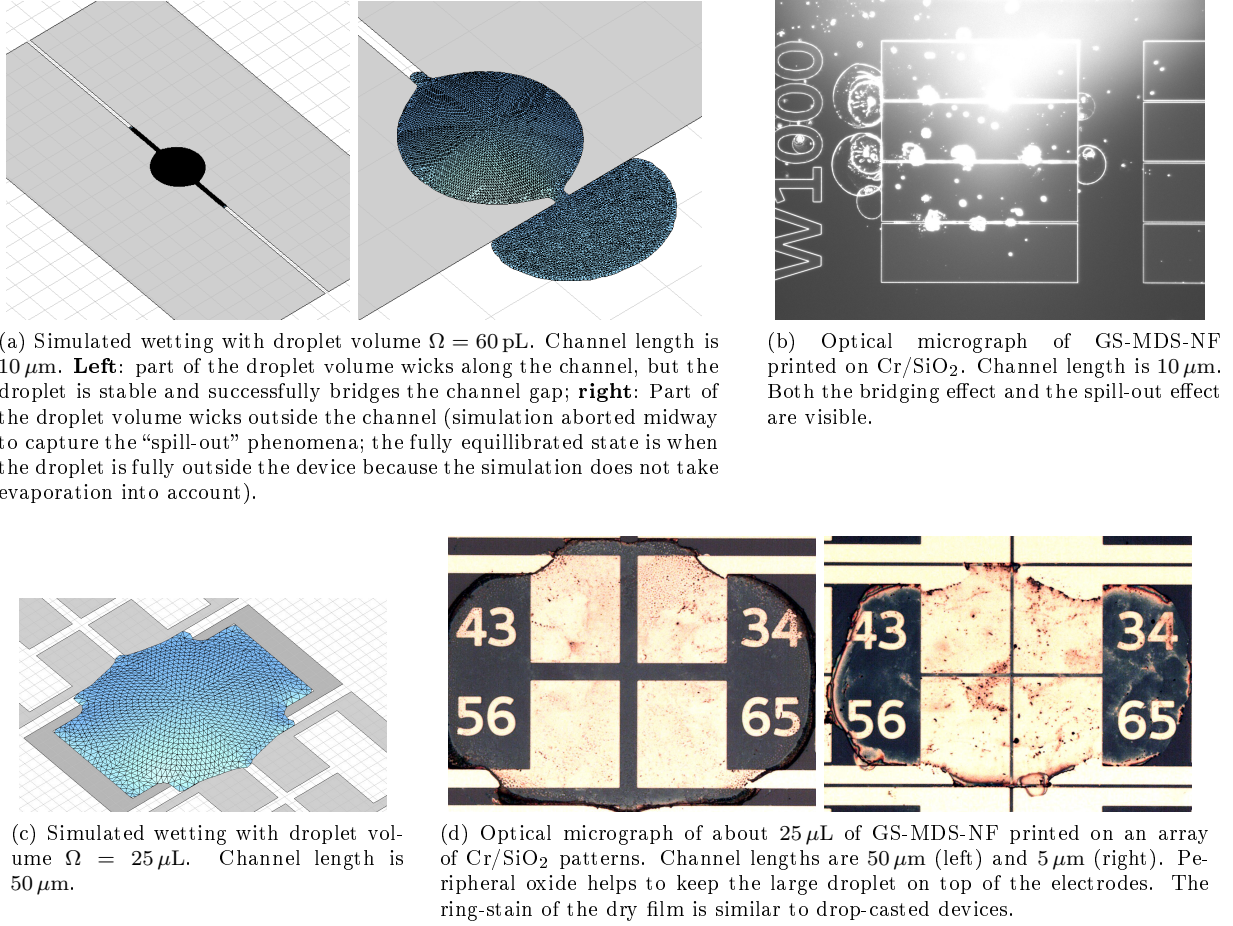 W1000
(a) Simulated wetting with droplet volume Ω = 60 pL. Channel length is
10 μm. Left: part of the droplet volume wicks along the channel, but the
droplet is stable and successfully bridges the channel gap; right: Part of
the droplet volume wicks outside the channel (simulation aborted midway
to capture the “spill-out” phenomena; the fully equillibrated state is when
the droplet is fully outside the device because the simulation does not take
evaporation into account).
(b) Optical micrograph of GS-MDS-NF
printed on Cr/SiO₂. Channel length is 10 μm.
Both the bridging effect and the spill-out effect
are visible.
43 34
56 65
43 34
56 65
(c) Simulated wetting with droplet vol-
ume Ω = 25 μL. Channel length is
50 μm.
(d) Optical micrograph of about 25 μL of GS-MDS-NF printed on an array
of Cr/SiO₂ patterns. Channel lengths are 50 μm (left) and 5 μm (right). Pe-
ripheral oxide helps to keep the large droplet on top of the electrodes. The
ring-stain of the dry film is similar to drop-casted devices.